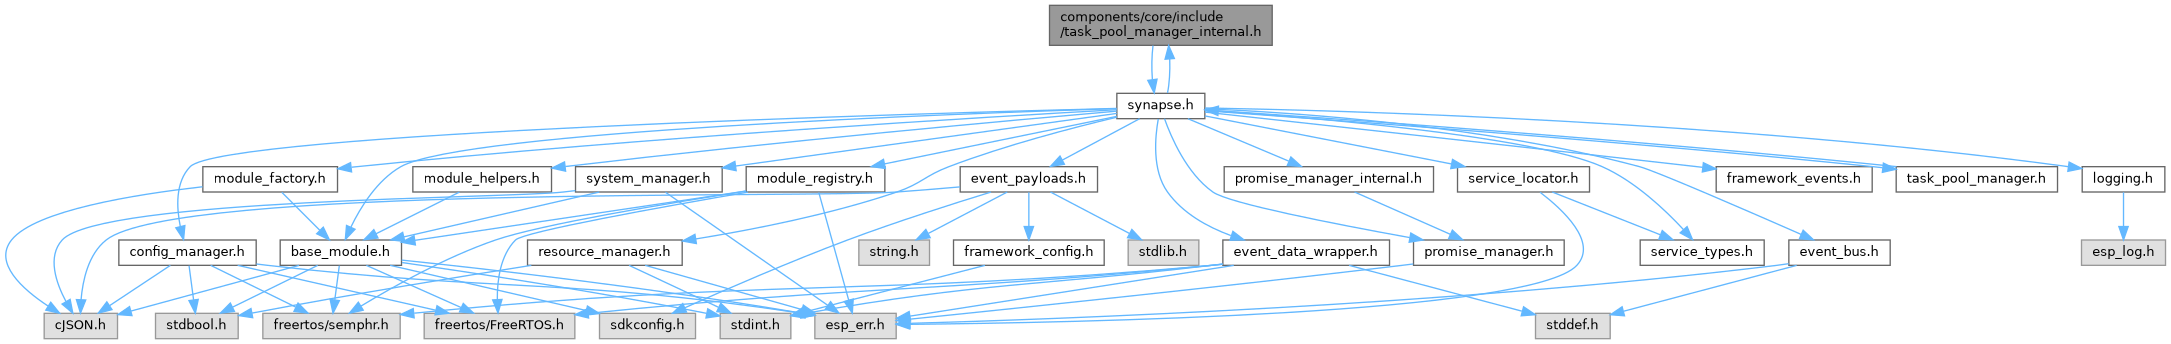 components/core/include
/task_pool_manager_internal.h
synapse.h
module_factory.h
module_helpers.h
system_manager.h
module_registry.h
event_payloads.h
promise_manager_internal.h
service_locator.h
framework_events.h
task_pool_manager.h
logging.h
config_manager.h
base_module.h
resource_manager.h
string.h
framework_config.h
stdlib.h
event_data_wrapper.h
promise_manager.h
service_types.h
event_bus.h
esp_log.h
cJSON.h
stdbool.h
freertos/semphr.h
freertos/FreeRTOS.h
sdkconfig.h
stdint.h
esp_err.h
stddef.h